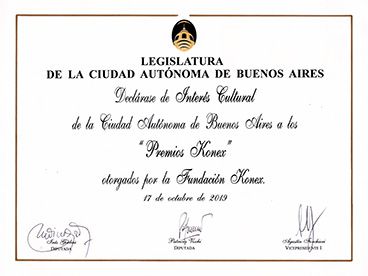 LEGISLATURA
DE LA CIUDAD AUTÓNOMA DE BUENOS AIRES
Declárase de Interés Cultural
de la Ciudad Autónoma de Buenos Aires a los
“Premios Konex”
otorgados por la Fundación Konex.
17 de octubre de 2019
DIPUTADA
DIPUTADA
VICEPRESIDENTE I